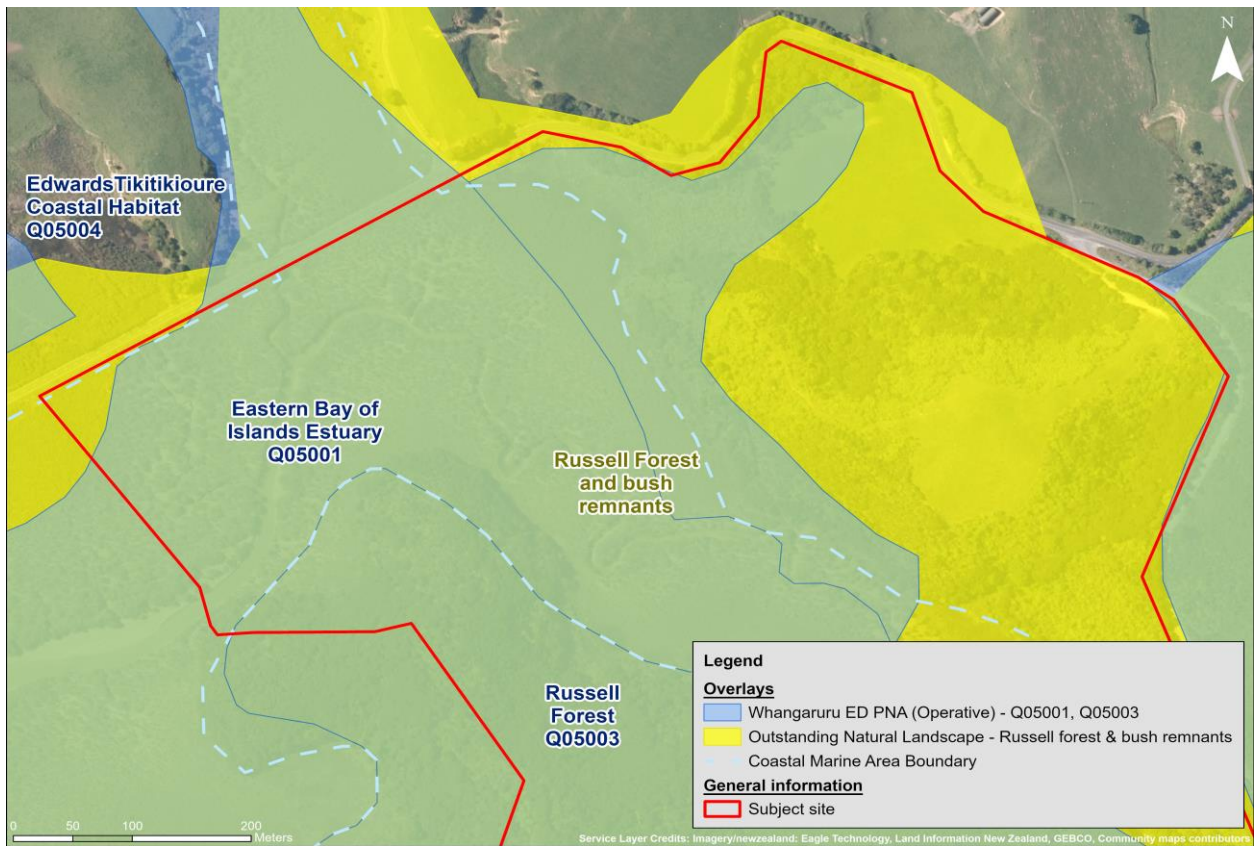 N
EdwardsTikitikioure
Coastal Habitat
Q05004
Eastern Bay of
Islands Estuary
Q05001
Russell Forest
and bush
remnants
Russell
Forest
Q05003
Legend
Overlays
Whangaruru ED PNA (Operative) - Q05001, Q05003
Outstanding Natural Landscape - Russell forest & bush remnants
Coastal Marine Area Boundary
General information
Subject site
0 50 100 200
Meters
Service Layer Credits: Imagery/newzealand: Eagle Technology, Land Information New Zealand, GEBCO, Community maps contributors